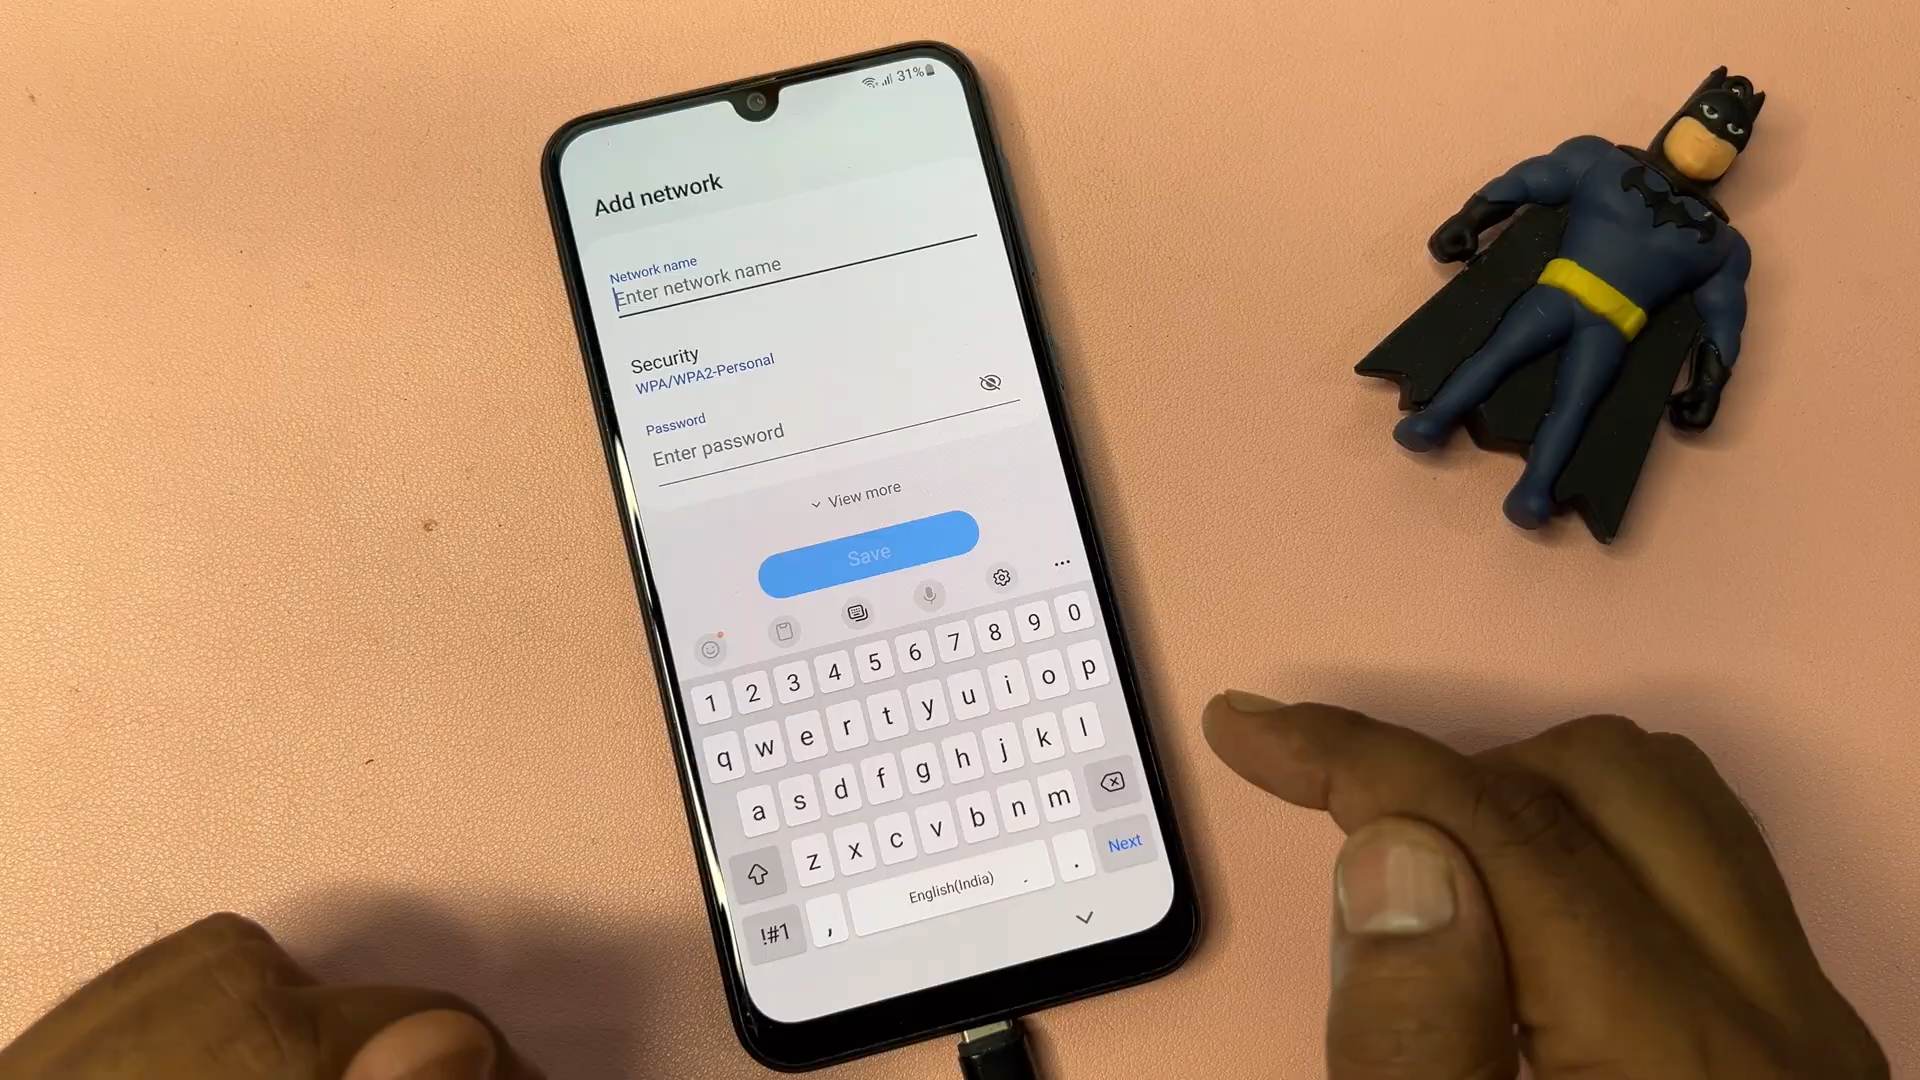 31%
Add network
Network name
Enter network name
Security
WPA/WPA2-Personal
Password
Enter password
View more
Save
1 2 3 4 5 6 7 8 9 0
q w e r t y u i o p
a s d f g h j k l
z x c v b n m
!#1 , English(India) . Next